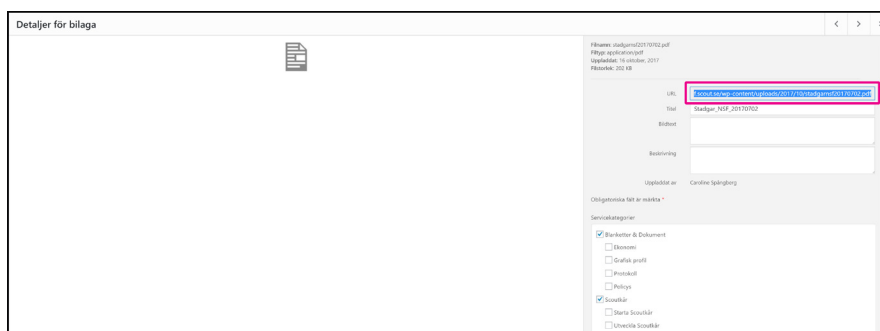 Detaljer för bilaga
Filnamn: stadgarnsf20170702.pdf
Filtyp: application/pdf
Uppladdat: 16 oktober, 2017
Filstorlek: 202 KB
URL f.scout.se/wp-content/uploads/2017/10/stadgarnsf20170702.pdf
Titel Stadgar_NSF_20170702
Bildtext
Beskrivning
Uppladdat av Caroline Spångberg
Obligatoriska fält är märkta *
Servicekategorier
Blanketter & Dokument
Ekonomi
Grafisk profil
Protokoll
Policys
Scoutkår
Starta Scoutkår
Utveckla Scoutkår